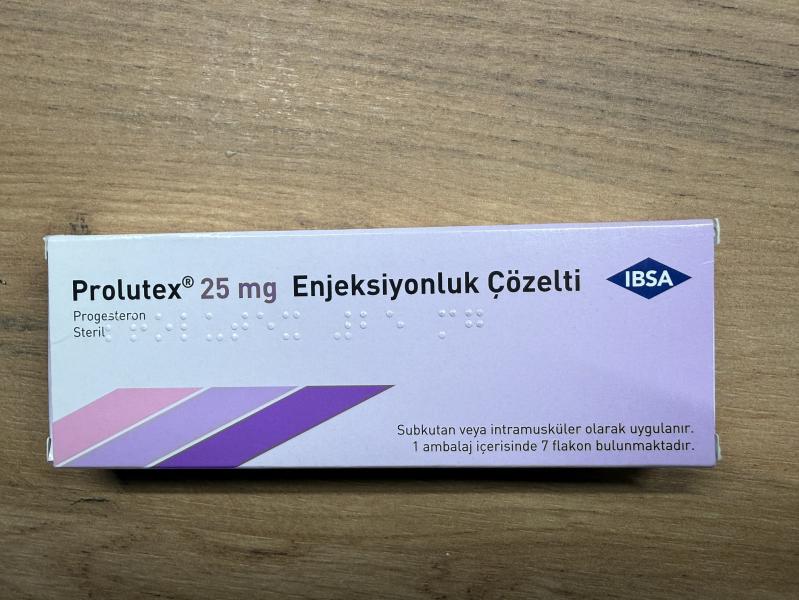 Prolutex® 25 mg Enjeksiyonluk Çözelti
IBSA
Progesteron
Steril
Subkutan veya intramusküler olarak uygulanır.
1 ambalaj içerisinde 7 flakon bulunmaktadır.